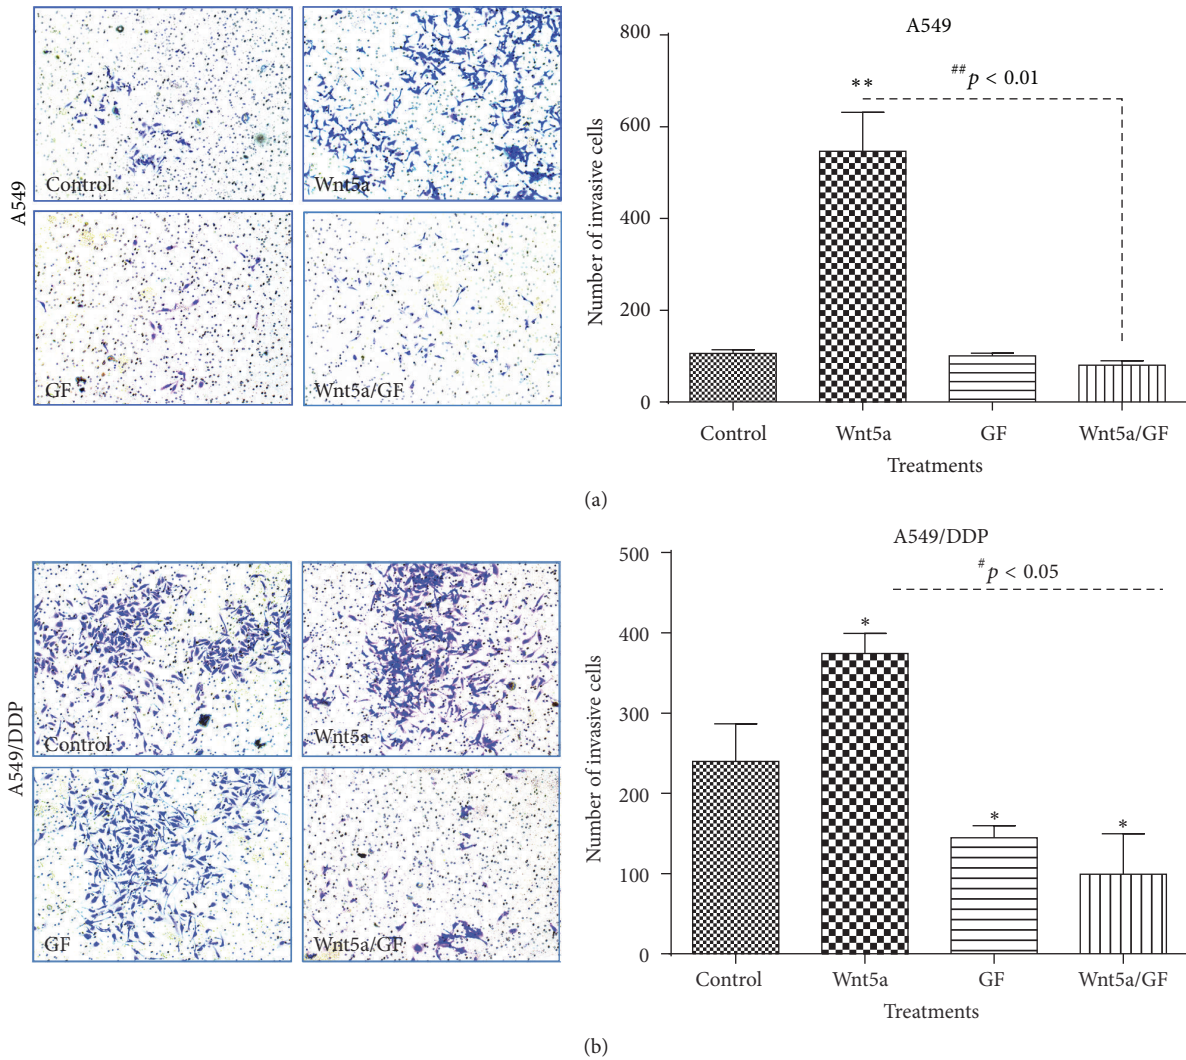 A549
Control
Wnt5a
GF
Wnt5a/GF
A549
800
600
400
200
0
Number of invasive cells
**
## p < 0.01
Control
Wnt5a
GF
Wnt5a/GF
Treatments
(a)
A549/DDP
Control
Wnt5a
GF
Wnt5a/GF
A549/DDP
500
400
300
200
100
0
Number of invasive cells
# p < 0.05
*
*
*
Control
Wnt5a
GF
Wnt5a/GF
Treatments
(b)